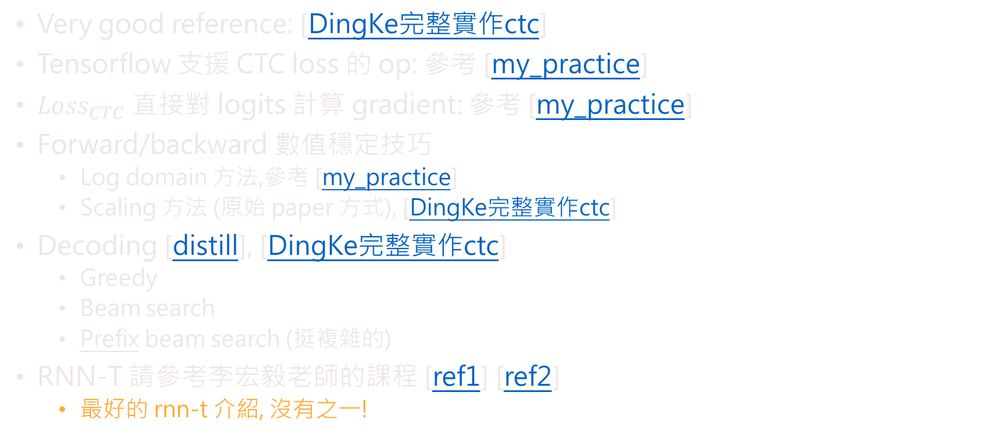 • Very good reference: [DingKe完整實作ctc]
• Tensorflow 支援 CTC loss 的 op: 參考 [my_practice]
• Loss_CTC 直接對 logits 計算 gradient: 參考 [my_practice]
• Forward/backward 數值穩定技巧
• Log domain 方法,參考 [my_practice]
• Scaling 方法 (原始 paper 方式), [DingKe完整實作ctc]
• Decoding [distill], [DingKe完整實作ctc]
• Greedy
• Beam search
• Prefix beam search (挺複雜的)
• RNN-T 請參考李宏毅老師的課程 [ref1] [ref2]
• 最好的 rnn-t 介紹, 沒有之一!